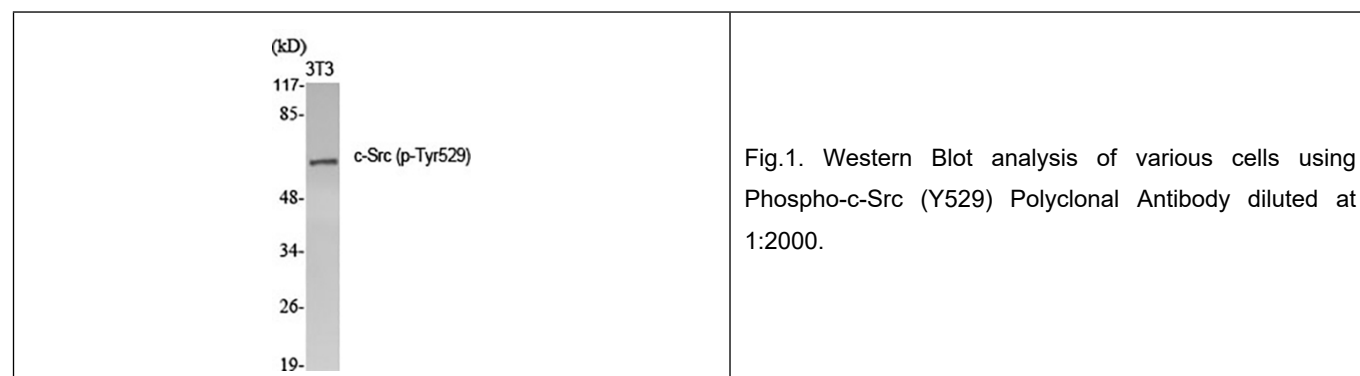 (kD)
3T3
117-
85-
c-Src (p-Tyr529)
48-
34-
26-
19-
Fig.1. Western Blot analysis of various cells using
Phospho-c-Src (Y529) Polyclonal Antibody diluted at
1:2000.